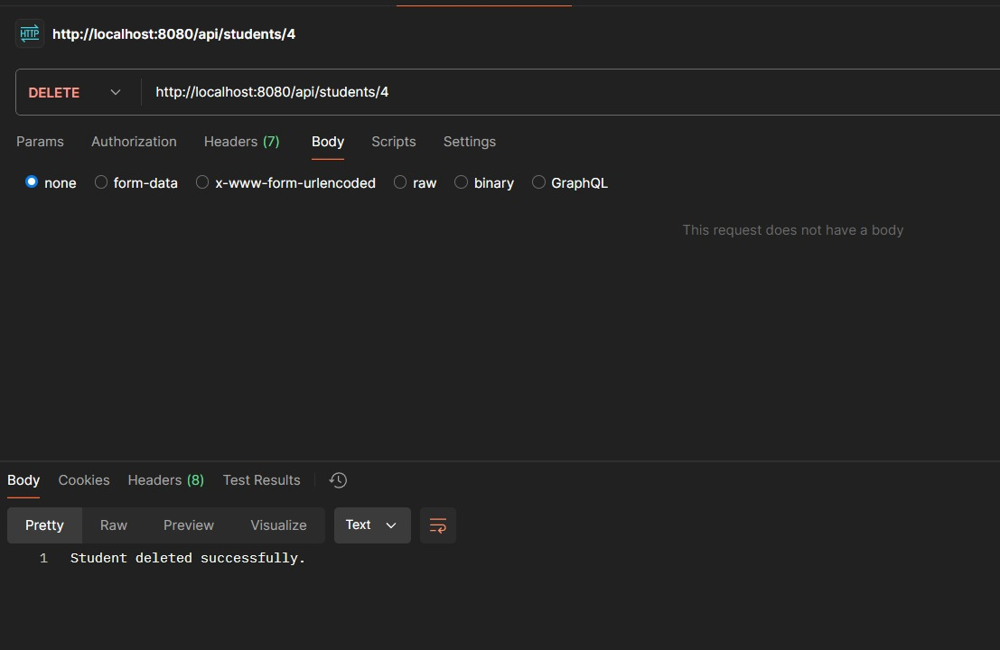 HTTP http://localhost:8080/api/students/4
DELETE http://localhost:8080/api/students/4
Params Authorization Headers (7) Body Scripts Settings
none form-data x-www-form-urlencoded raw binary GraphQL
This request does not have a body
Body Cookies Headers (8) Test Results
Pretty Raw Preview Visualize Text
1 Student deleted successfully.